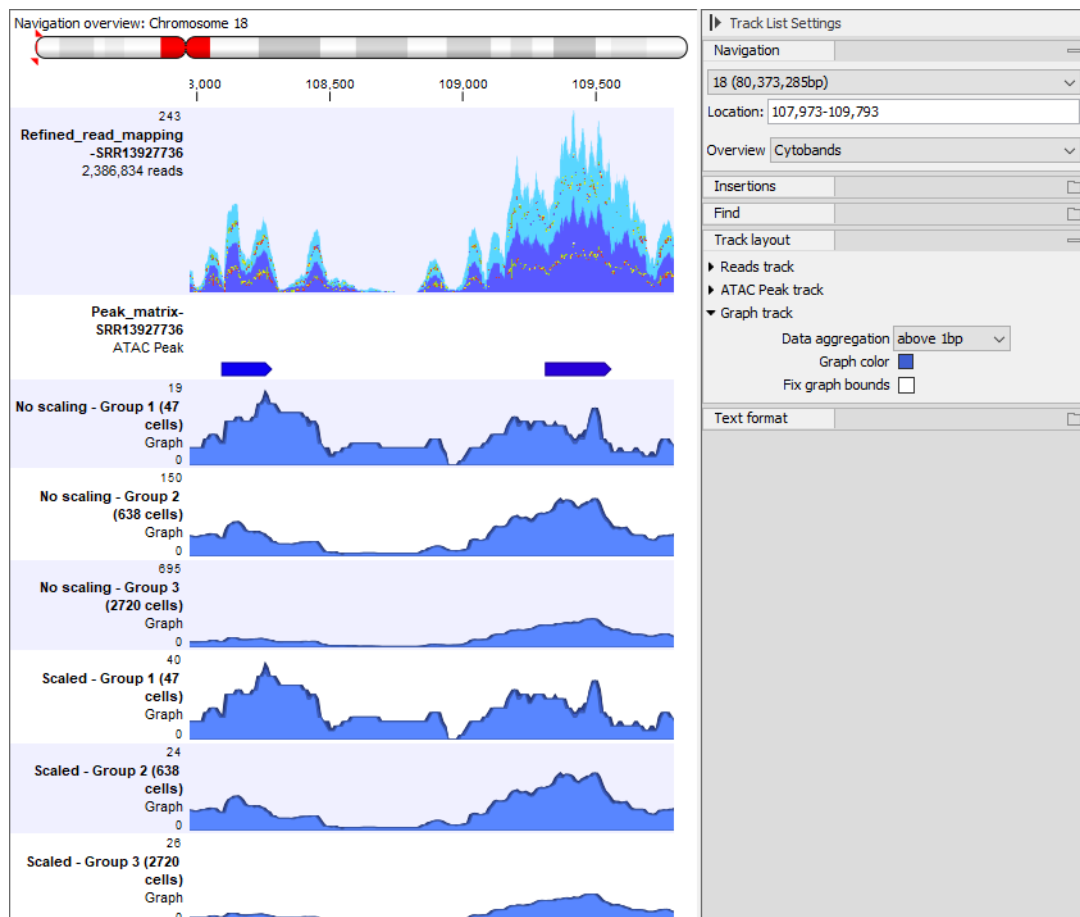 Navigation overview: Chromosome 18
3,000
108,500
109,000
109,500
243
Refined_read_mapping
-SRR13927736
2,386,834 reads
Peak_matrix-
SRR13927736
ATAC Peak
19
No scaling - Group 1 (47
cells)
Graph
0
150
No scaling - Group 2
(638 cells)
Graph
0
695
No scaling - Group 3
(2720 cells)
Graph
0
40
Scaled - Group 1 (47
cells)
Graph
0
24
Scaled - Group 2 (638
cells)
Graph
0
26
Scaled - Group 3 (2720
cells)
Graph
0
Track List Settings
Navigation
18 (80,373,285bp)
Location: 107,973-109,793
Overview Cytobands
Insertions
Find
Track layout
Reads track
ATAC Peak track
Graph track
Data aggregation above 1bp
Graph color
Fix graph bounds
Text format